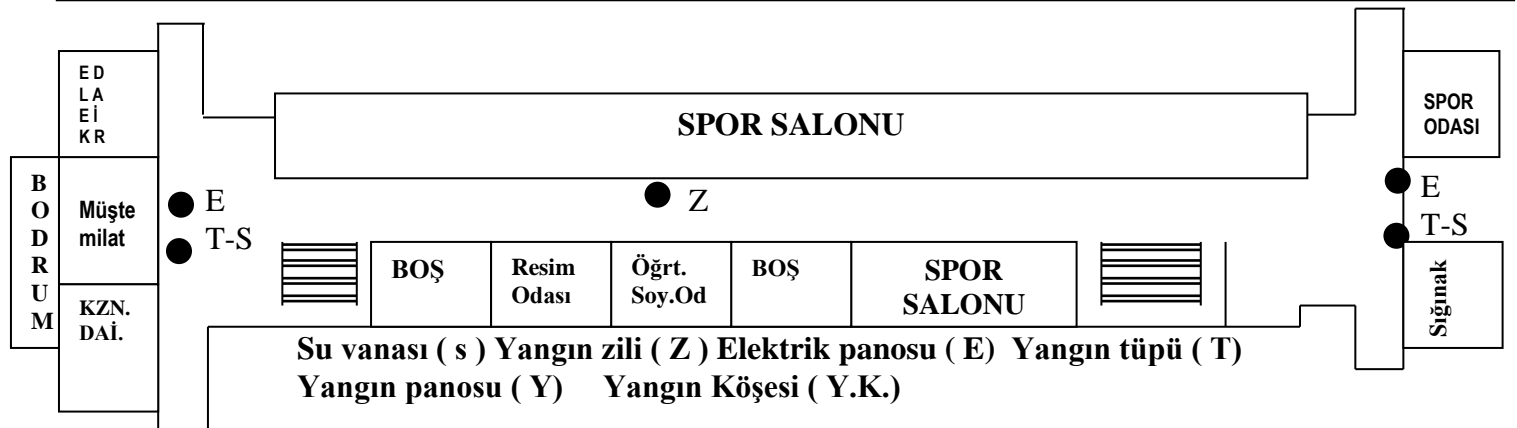 E D
L A
E İ
K R
SPOR SALONU
SPOR
ODASI
B
O
D
R
U
M
Müşte
milat
E
T-S
Z
E
T-S
KZN.
DAİ.
BOŞ
Resim
Odası
Öğrt.
Soy.Od
BOŞ
SPOR
SALONU
Sığınak
Su vanası ( s ) Yangın zili ( Z ) Elektrik panosu ( E) Yangın tüpü ( T)
Yangın panosu ( Y) Yangın Köşesi ( Y.K.)